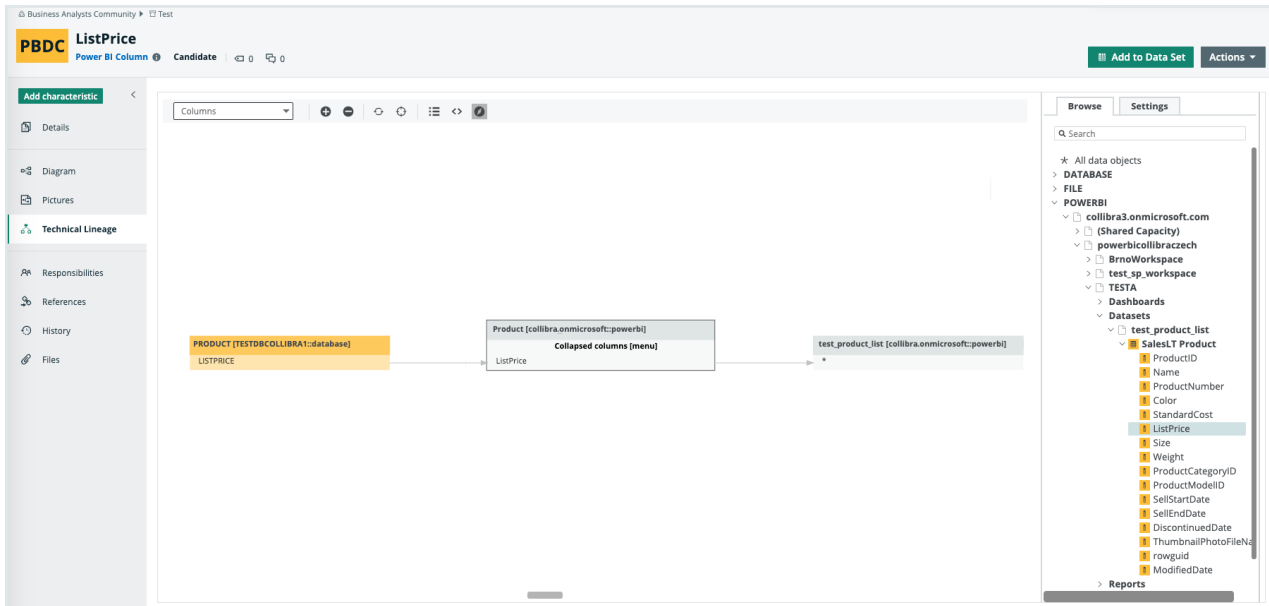 Business Analysts Community Test
PBDC
ListPrice
Power BI Column Candidate 0 0
Add to Data Set
Actions
Add characteristic
Details
Diagram
Pictures
Technical Lineage
Responsibilities
References
History
Files
Columns
PRODUCT [TESTDBCOLLIBRA1::database]
LISTPRICE
Product [collibra.onmicrosoft::powerbi]
Collapsed columns [menu]
ListPrice
test_product_list [collibra.onmicrosoft::powerbi]
*
Browse Settings
Search
All data objects
DATABASE
FILE
POWERBI
collibra3.onmicrosoft.com
(Shared Capacity)
powerbicollibraczech
BrnoWorkspace
test_sp_workspace
TESTA
Dashboards
Datasets
test_product_list
SalesLT Product
ProductID
Name
ProductNumber
Color
StandardCost
ListPrice
Size
Weight
ProductCategoryID
ProductModelID
SellStartDate
SellEndDate
DiscontinuedDate
ThumbnailPhotoFileNa
rowguid
ModifiedDate
Reports